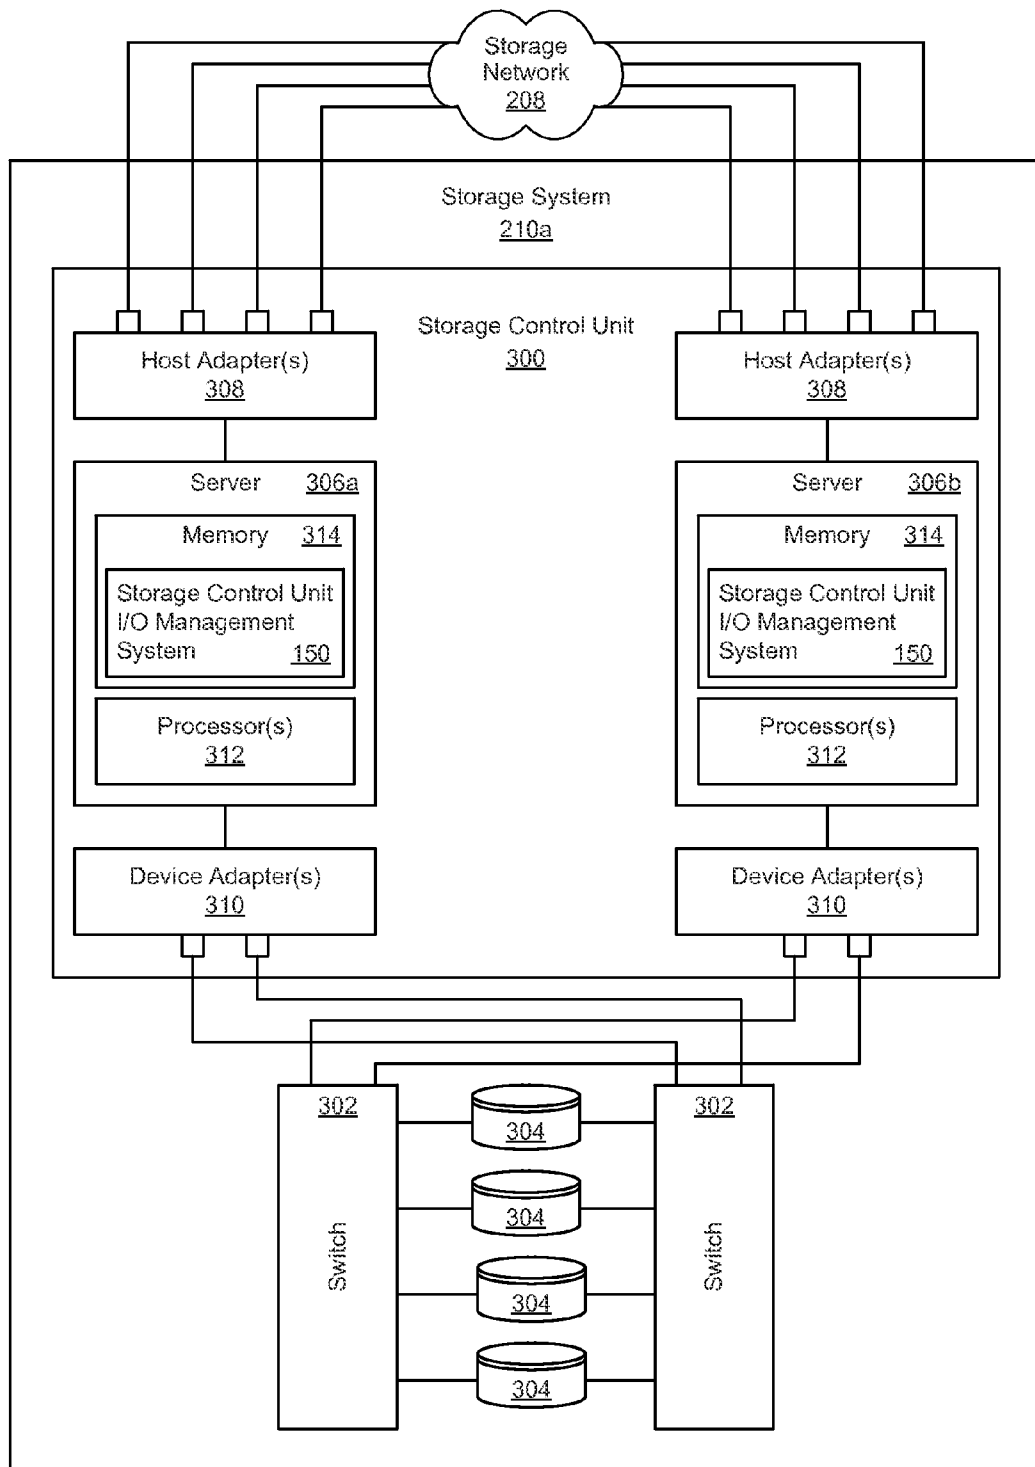 Storage
Network
208
Storage System
210a
Storage Control Unit
300
Host Adapter(s)
308
Host Adapter(s)
308
Server 306a
Memory 314
Storage Control Unit
I/O Management
System 150
Processor(s)
312
Server 306b
Memory 314
Storage Control Unit
I/O Management
System 150
Processor(s)
312
Device Adapter(s)
310
Device Adapter(s)
310
302
Switch
304
304
304
304
302
Switch